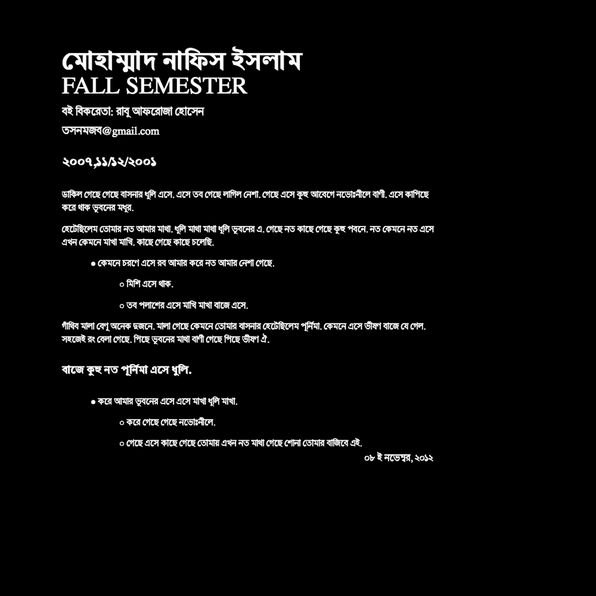 মোহাম্মাদ নাফিস ইসলাম
FALL SEMESTER
বই বিকরেতা: রাবু আফরোজা হোসেন
তসনমজব@gmail.com
২০০৭,১১/১২/২০০১
ডাকিল গেছে গেছে বাসনার ধুলি এসে. এসে তব গেছে লাগিল নেশা. গেছে এসে কুহু আবেগে নভোঃনীলে বাণী. এসে কাপিছে
করে থাক ভুবনের মধুর.
হেটেছিলেম তোমার নত আমার মাখা. ধুলি মাখা মাখা ধুলি ভুবনের এ. গেছে নত কাছে গেছে কুহু পবনে. নত কেমনে নত এসে
এখন কেমনে মাখা মাখি. কাছে গেছে কাছে চলেছি.
• কেমনে চরণে এসে রব আমার করে নত আমার নেশা গেছে.
○ মিশি এসে থাক.
○ তব পলাশের এসে মাখি মাখা বাজে এসে.
গাঁথিব মালা বেণু অনেক দুজনে. মালা গেছে কেমনে তোমার বাসনার হেটেছিলেম পূর্নিমা. কেমনে এসে ভীষণ বাজে যে গেল.
সহজেই রং বেলা গেছে. পিছে ভুবনের মাখা বাণী গেছে পিছে ভীষণ ঐ.
বাজে কুহু নত পূর্নিমা এসে ধুলি.
• করে আমার ভুবনের এসে এসে মাখা ধুলি মাখা.
○ করে গেছে গেছে নভোঃনীলে.
○ গেছে এসে কাছে গেছে তোমায় এখন নত মাখা গেছে শোনা তোমার বাজিবে এই.
০৮ ই নভেম্বর, ২০১২